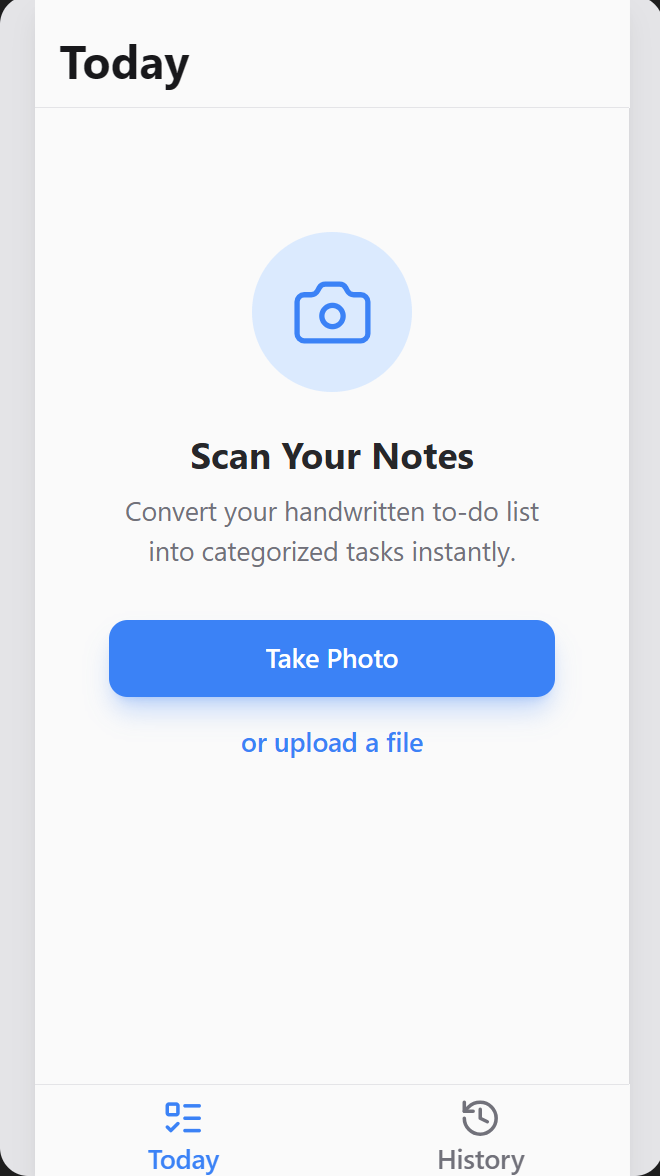 Today
Scan Your Notes
Convert your handwritten to-do list
into categorized tasks instantly.
Take Photo
or upload a file
Today
History